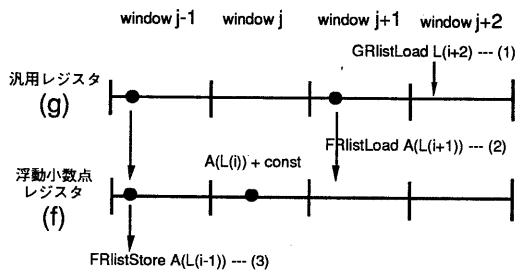 window j-1 window j window j+1 window j+2
GRlistLoad L(i+2) --- (1)
汎用レジスタ
(g)
FRlistLoad A(L(i+1)) --- (2)
A(L(i)) + const
浮動小数点
レジスタ
(f)
FRlistStore A(L(i-1)) --- (3)